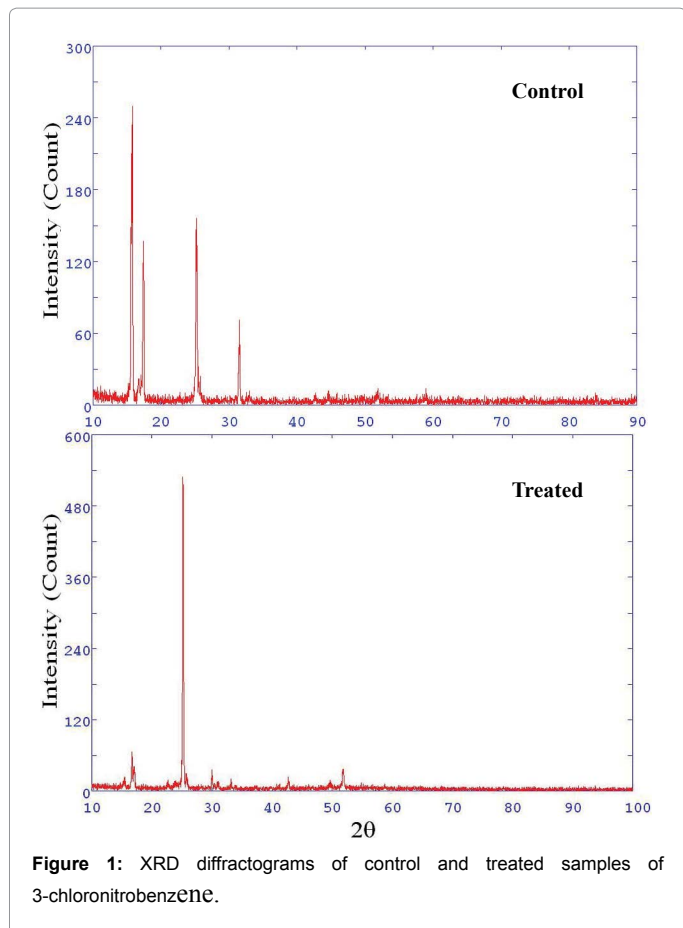 300
Control
240
Intensity (Count)
180
120
60
0
10 20 30 40 50 60 70 80 90
600
Treated
480
Intensity (Count)
360
240
120
0
10 20 30 40 50 60 70 80 90 100
2θ
Figure 1: XRD diffractograms of control and treated samples of
3-chloronitrobenzene.